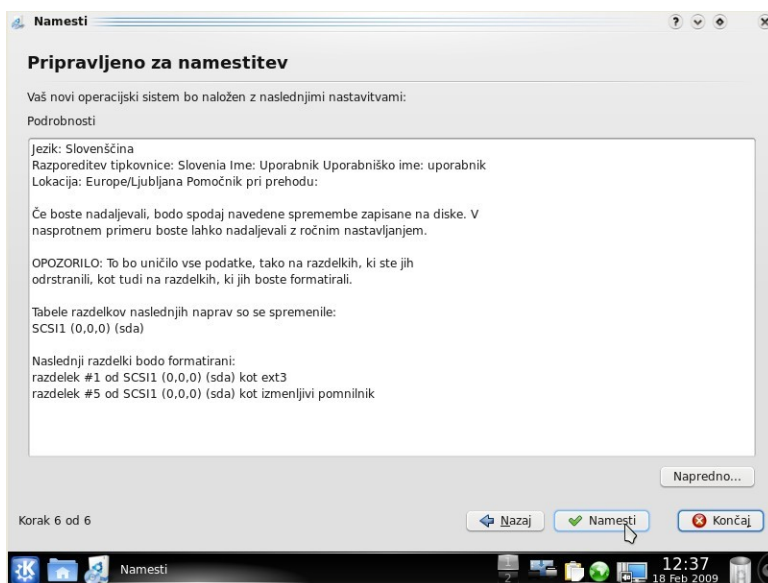 Namesti
Pripravljeno za namestitev
Vaš novi operacijski sistem bo naložen z naslednjimi nastavitvami:
Podrobnosti
Jezik: Slovenščina
Razporeditev tipkovnice: Slovenia Ime: Uporabnik Uporabniško ime: uporabnik
Lokacija: Europe/Ljubljana Pomočnik pri prehodu:
Če boste nadaljevali, bodo spodaj navedene spremembe zapisane na diske. V
nasprotnem primeru boste lahko nadaljevali z ročnim nastavljanjem.
OPOZORILO: To bo uničilo vse podatke, tako na razdelkih, ki ste jih
odrstranili, kot tudi na razdelkih, ki jih boste formatirali.
Tabele razdelkov naslednjih naprav so se spremenile:
SCSI1 (0,0,0) (sda)
Naslednji razdelki bodo formatirani:
razdelek #1 od SCSI1 (0,0,0) (sda) kot ext3
razdelek #5 od SCSI1 (0,0,0) (sda) kot izmenljivi pomnilnik
Napredno...
Korak 6 od 6
Nazaj
Namesti
Končaj
Namesti
1
2
12:37
18 Feb 2009